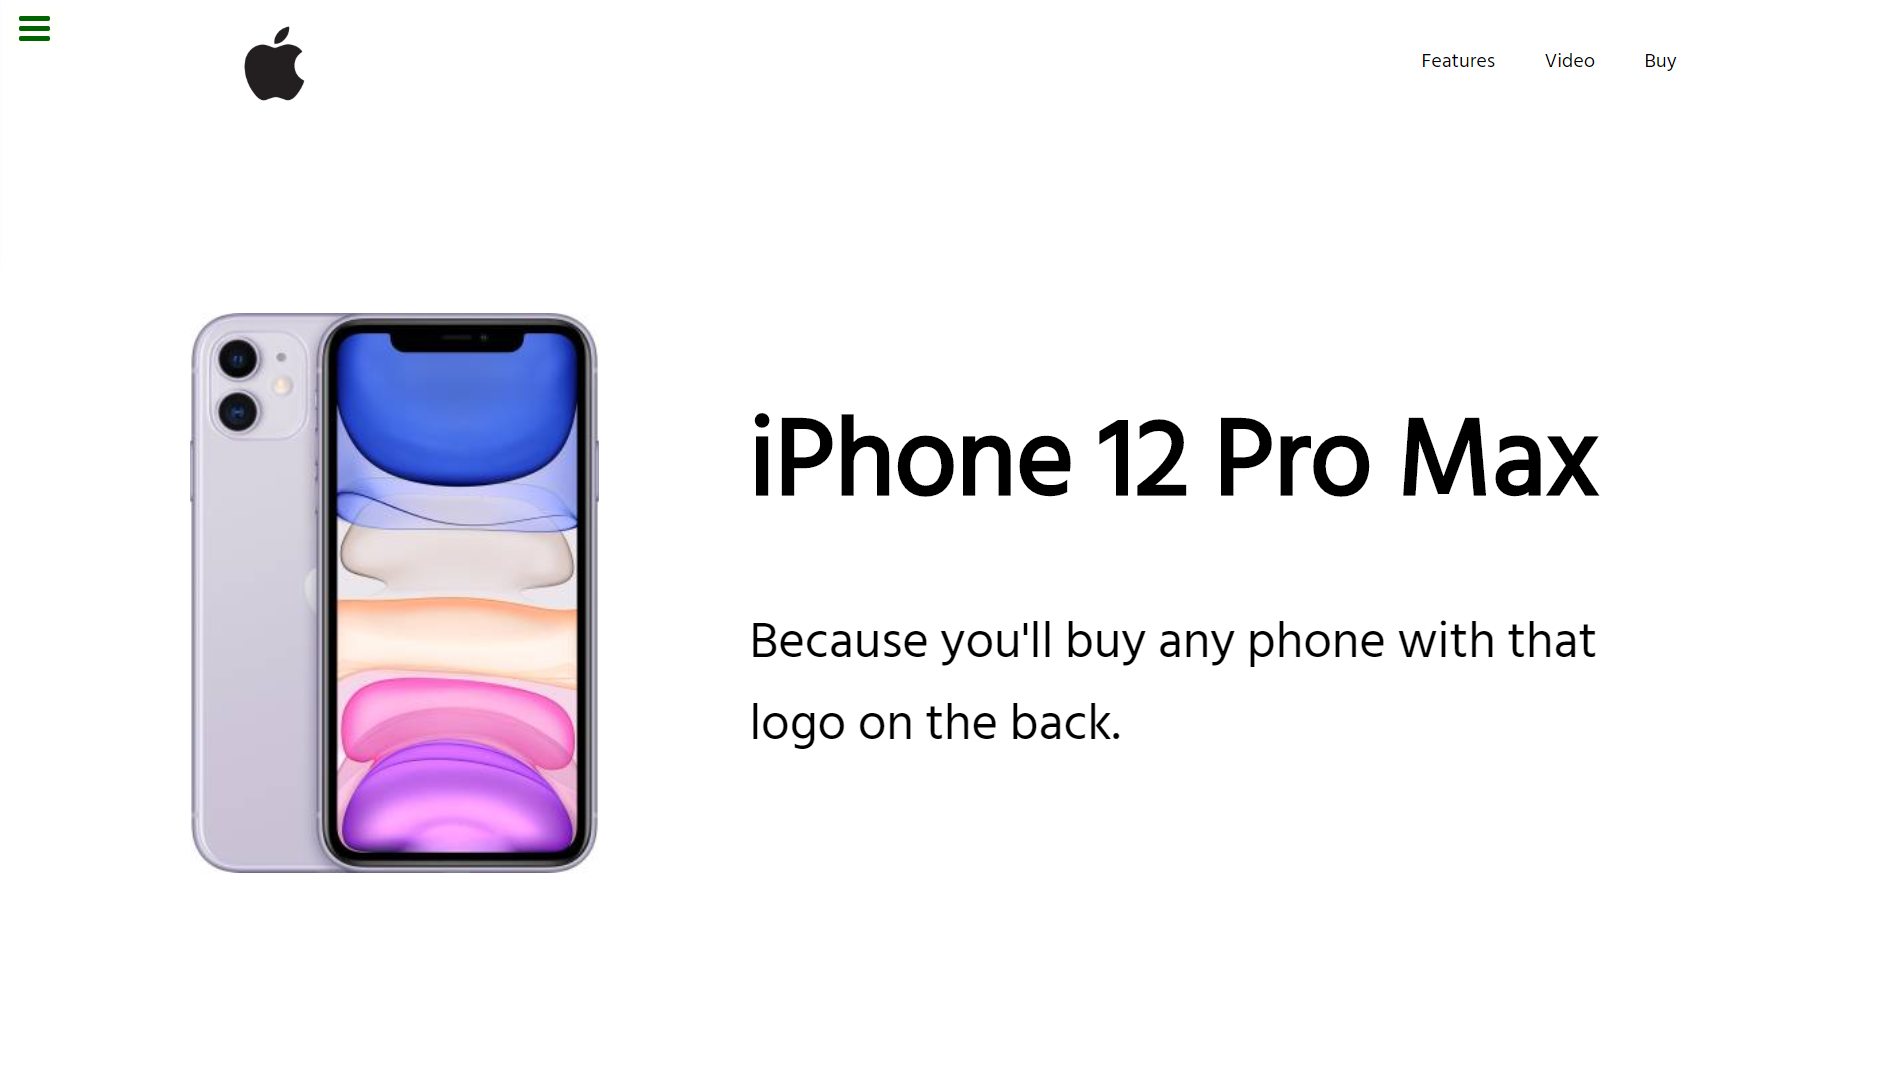 Features
Video
Buy
iPhone 12 Pro Max
Because you'll buy any phone with that
logo on the back.